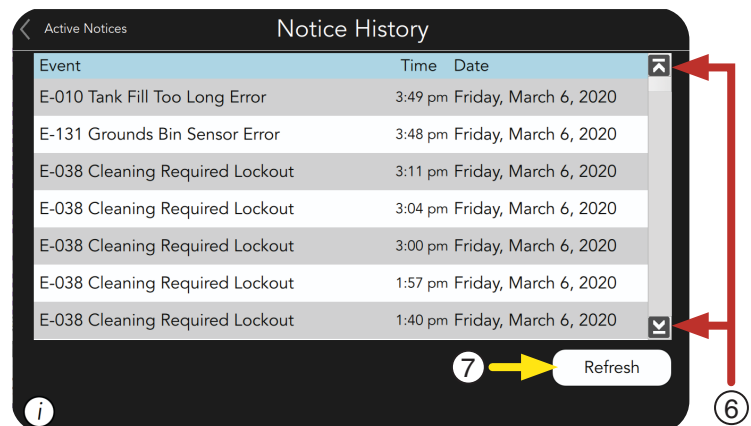 Active Notices Notice History
Event Time Date
E-010 Tank Fill Too Long Error 3:49 pm Friday, March 6, 2020
E-131 Grounds Bin Sensor Error 3:48 pm Friday, March 6, 2020
E-038 Cleaning Required Lockout 3:11 pm Friday, March 6, 2020
E-038 Cleaning Required Lockout 3:04 pm Friday, March 6, 2020
E-038 Cleaning Required Lockout 3:00 pm Friday, March 6, 2020
E-038 Cleaning Required Lockout 1:57 pm Friday, March 6, 2020
E-038 Cleaning Required Lockout 1:40 pm Friday, March 6, 2020
7 Refresh
i 6